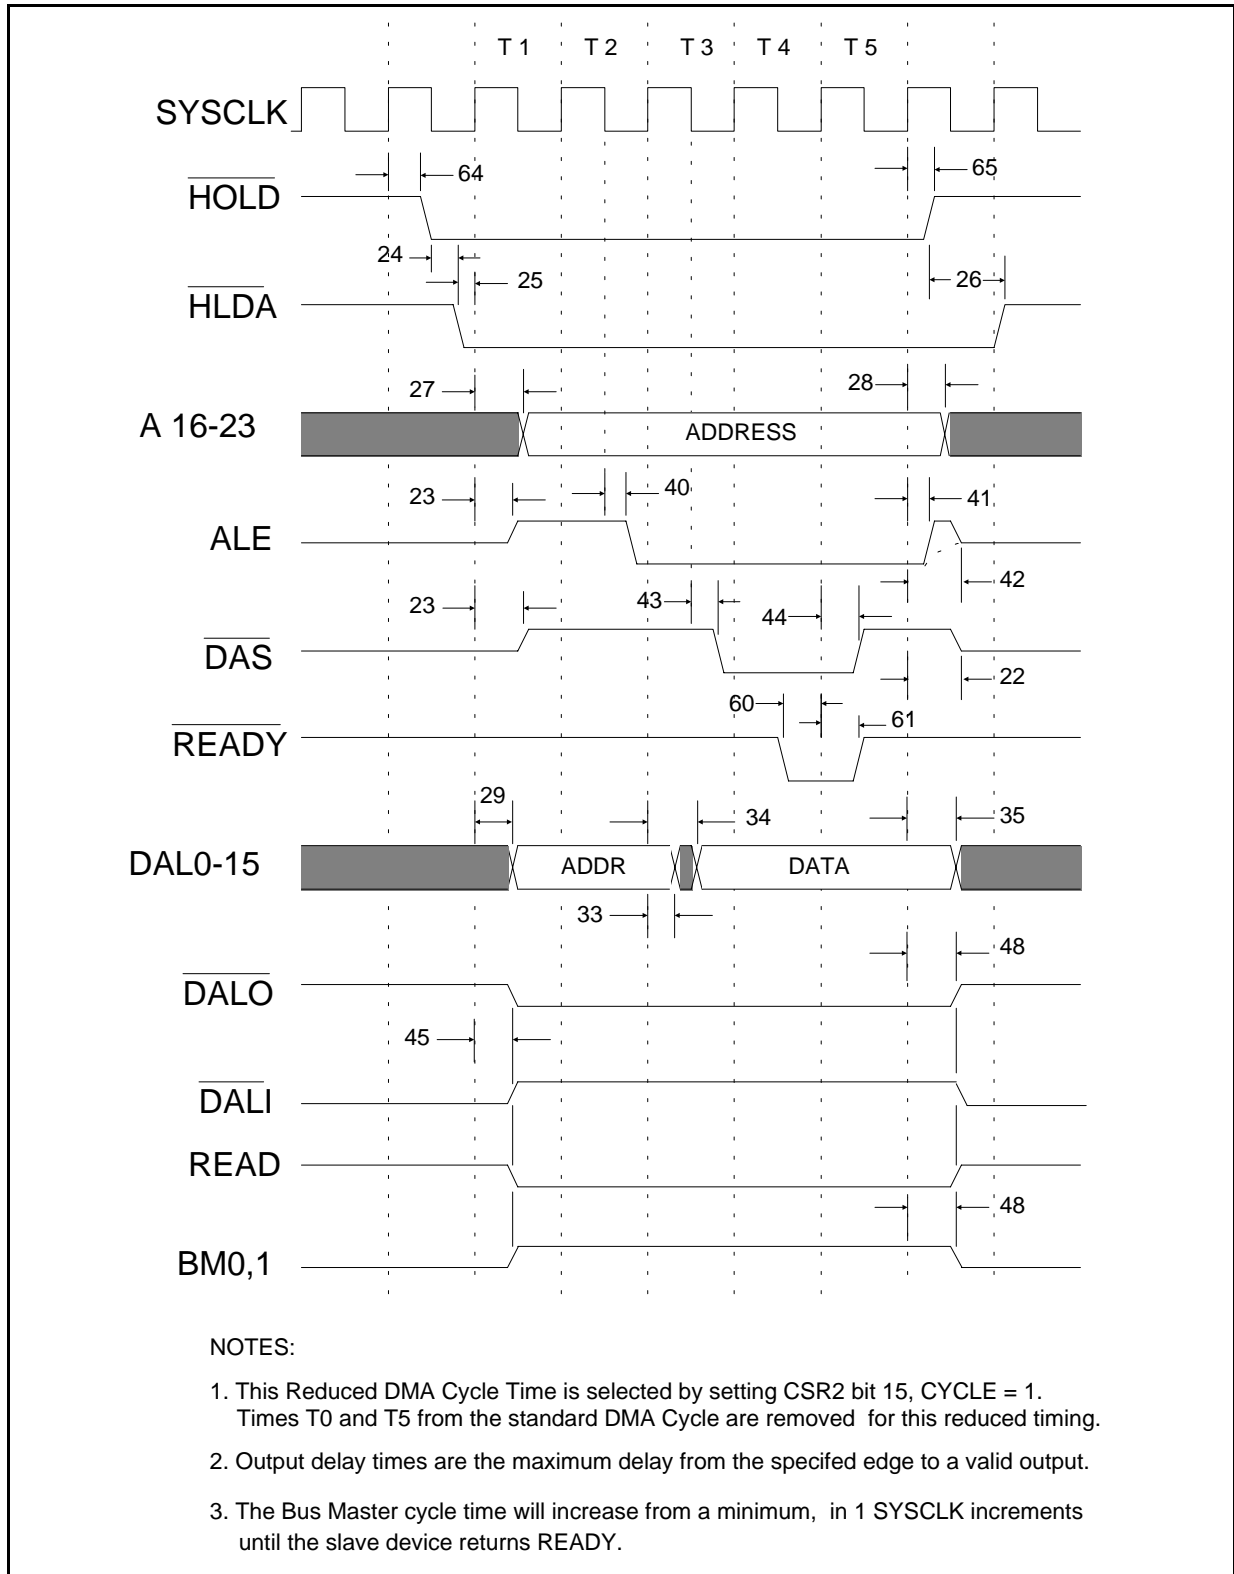 T 1 T 2 T 3 T 4 T 5
SYSCLK
64 65
HOLD
24 25 26
HLDA
27 28
A 16-23 ADDRESS
23 40 41
ALE
42
23 43 44
DAS
22
60 61
READY
29 34 35
DAL0-15 ADDR DATA
33
48
DALO
45
DALI
READ
48
BM0,1
NOTES:
1. This Reduced DMA Cycle Time is selected by setting CSR2 bit 15, CYCLE = 1.
Times T0 and T5 from the standard DMA Cycle are removed for this reduced timing.
2. Output delay times are the maximum delay from the specifed edge to a valid output.
3. The Bus Master cycle time will increase from a minimum, in 1 SYSCLK increments
until the slave device returns READY.